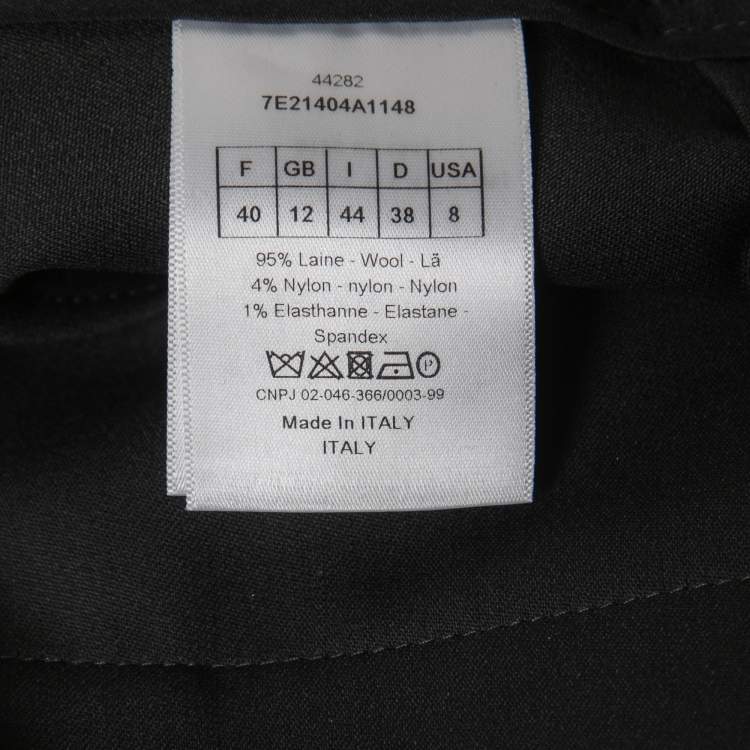 44282
7E21404A1148
F GB I D USA
40 12 44 38 8
95% Laine - Wool - Lã
4% Nylon - nylon - Nylon
1% Elasthanne - Elastane -
Spandex
P
CNPJ 02-046-366/0003-99
Made In ITALY
ITALY